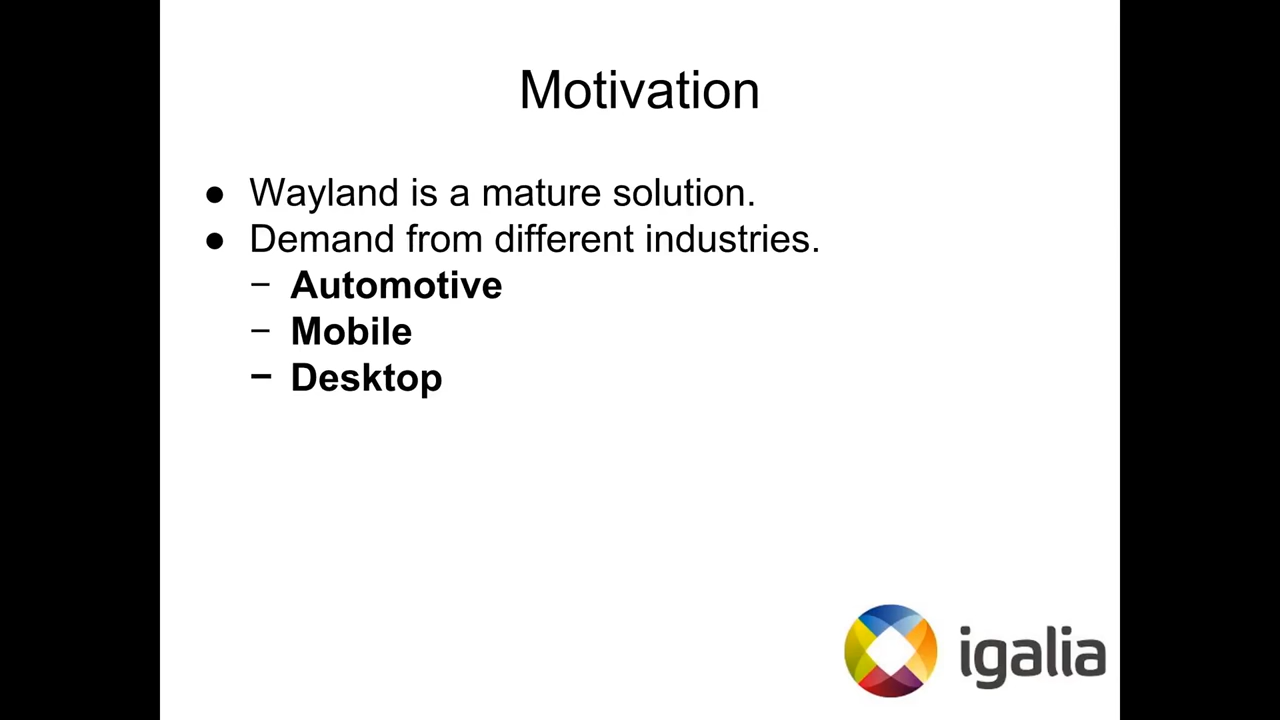 Motivation
● Wayland is a mature solution.
● Demand from different industries.
– Automotive
– Mobile
– Desktop
igalia